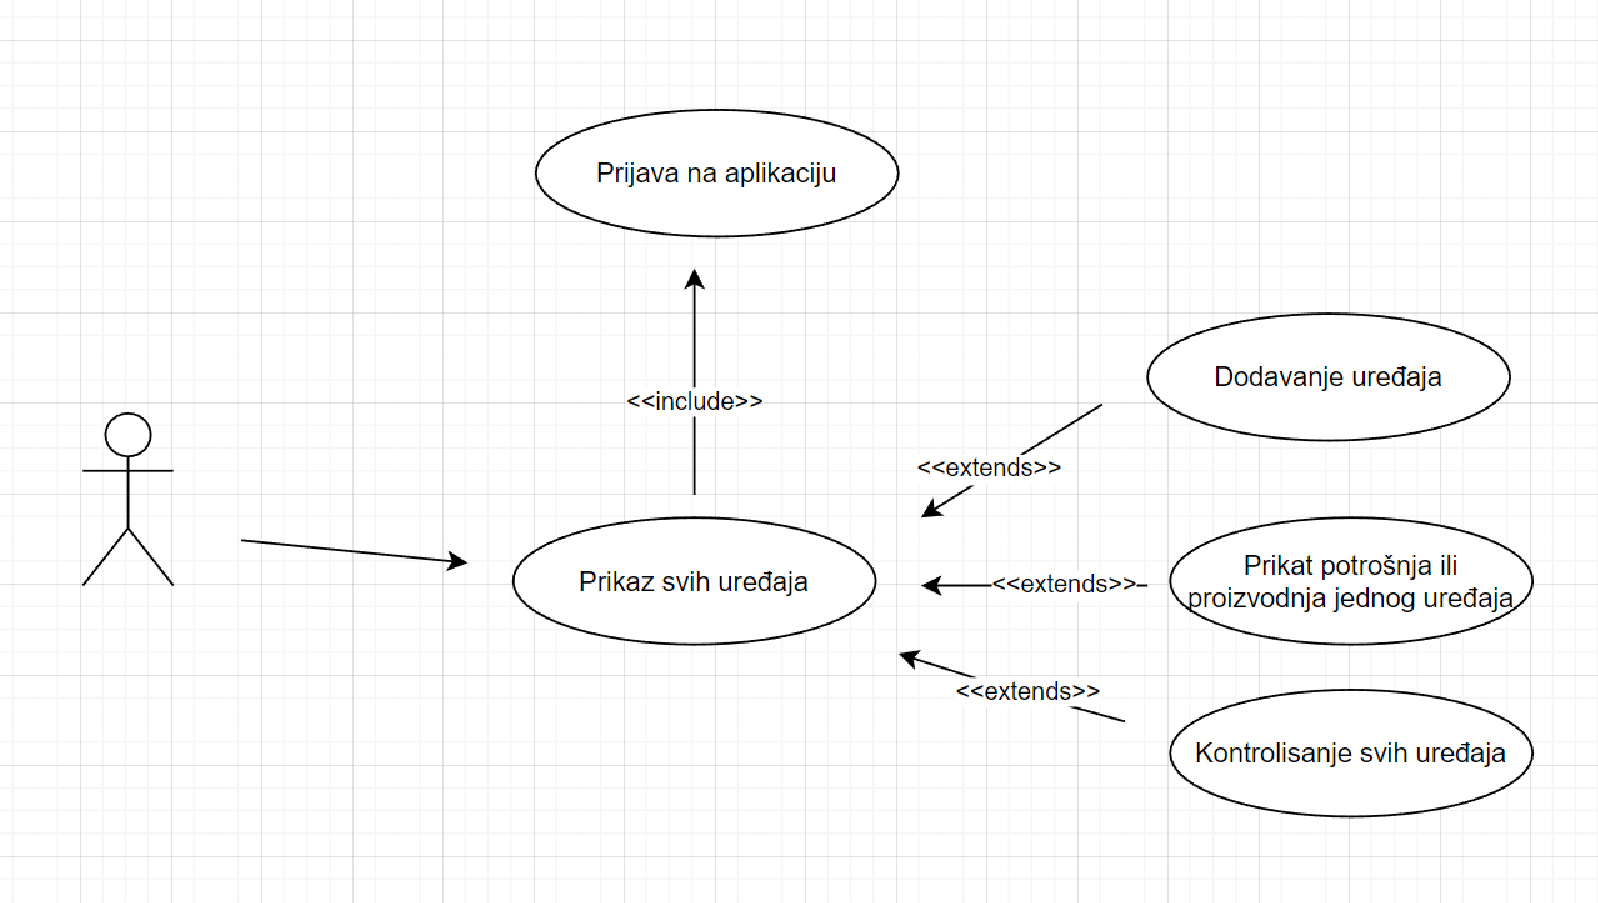 Prijava na aplikaciju
<<include>>
Dodavanje uređaja
<<extends>>
Prikaz svih uređaja
<<extends>>
Prikat potrošnja ili
proizvodnja jednog uređaja
<<extends>>
Kontrolisanje svih uređaja